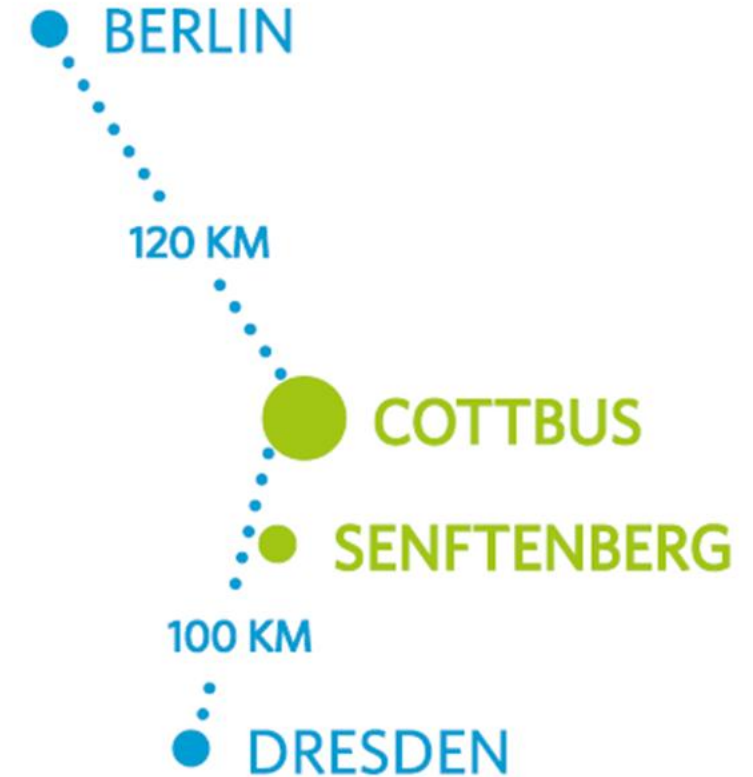 BERLIN
120 KM
COTTBUS
SENFTENBERG
100 KM
DRESDEN